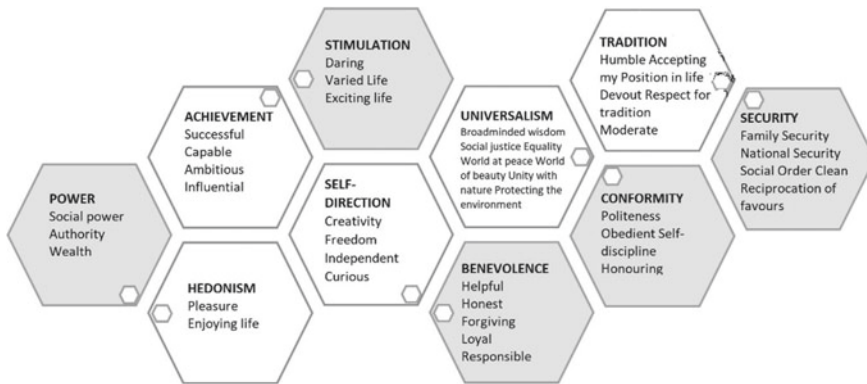 STIMULATION
Daring
Varied Life
Exciting life
TRADITION
Humble Accepting
my Position in life
Devout Respect for
tradition
Moderate
ACHIEVEMENT
Successful
Capable
Ambitious
Influential
UNIVERSALISM
Broadminded wisdom
Social justice Equality
World at peace World
of beauty Unity with
nature Protecting the
environment
SECURITY
Family Security
National Security
Social Order Clean
Reciprocation of
favours
POWER
Social power
Authority
Wealth
SELF-
DIRECTION
Creativity
Freedom
Independent
Curious
CONFORMITY
Politeness
Obedient Self-
discipline
Honouring
HEDONISM
Pleasure
Enjoying life
BENEVOLENCE
Helpful
Honest
Forgiving
Loyal
Responsible